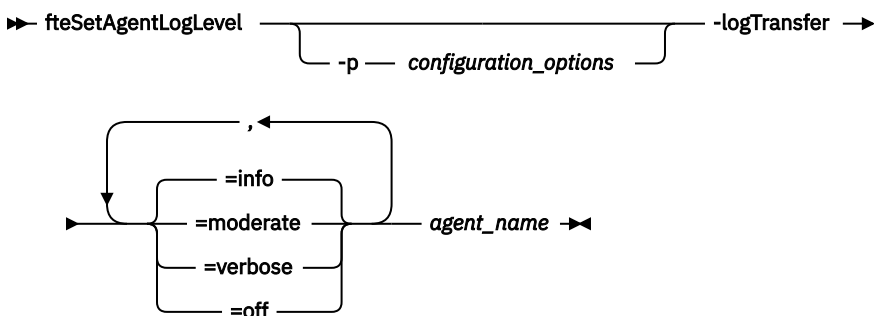 fteSetAgentLogLevel -logTransfer
-p configuration_options
,
=info
=moderate agent_name
=verbose
=off